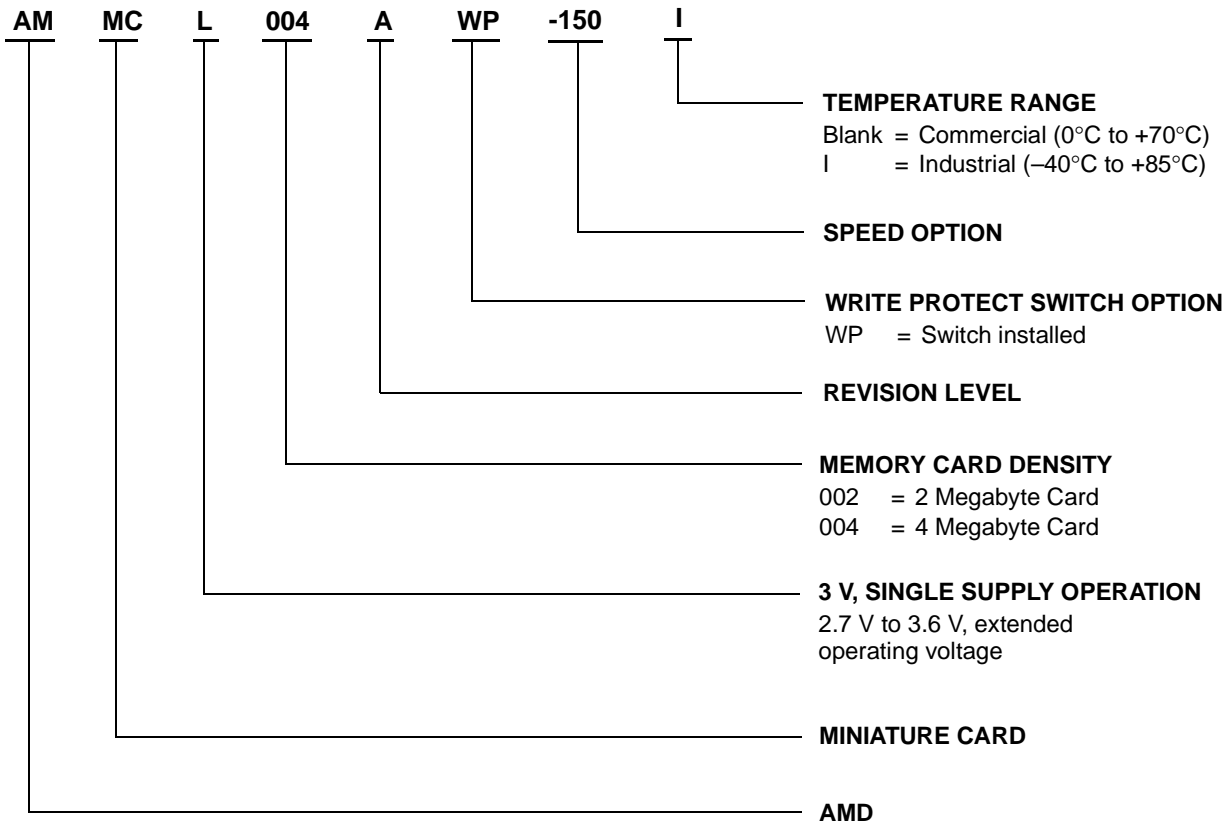 AM MC L 004 A WP -150 I
TEMPERATURE RANGE
Blank = Commercial (0°C to +70°C)
I = Industrial (–40°C to +85°C)
SPEED OPTION
WRITE PROTECT SWITCH OPTION
WP = Switch installed
REVISION LEVEL
MEMORY CARD DENSITY
002 = 2 Megabyte Card
004 = 4 Megabyte Card
3 V, SINGLE SUPPLY OPERATION
2.7 V to 3.6 V, extended
operating voltage
MINIATURE CARD
AMD